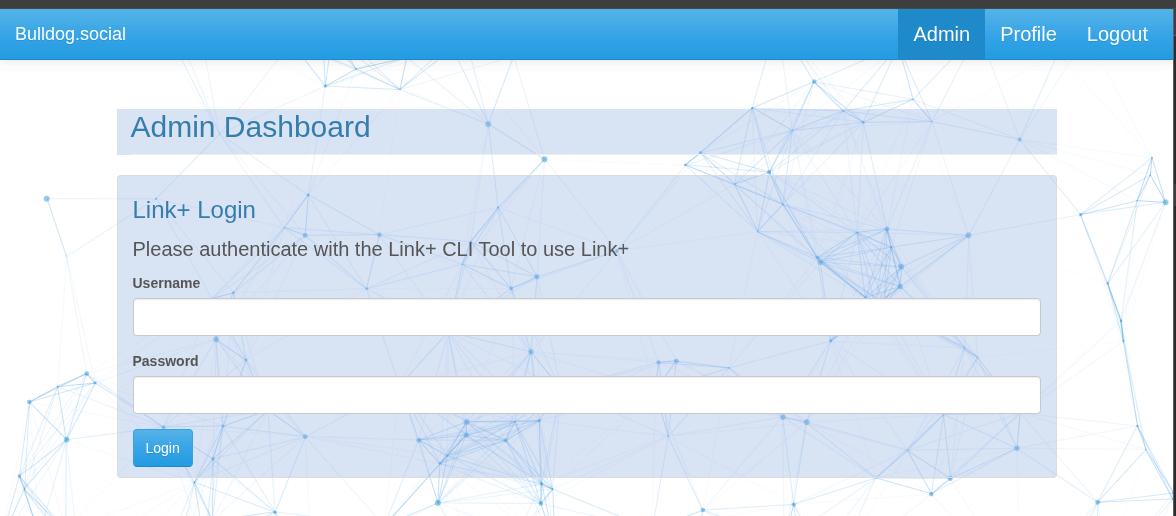 Bulldog.social Admin Profile Logout
Admin Dashboard
Link+ Login
Please authenticate with the Link+ CLI Tool to use Link+
Username
Password
Login